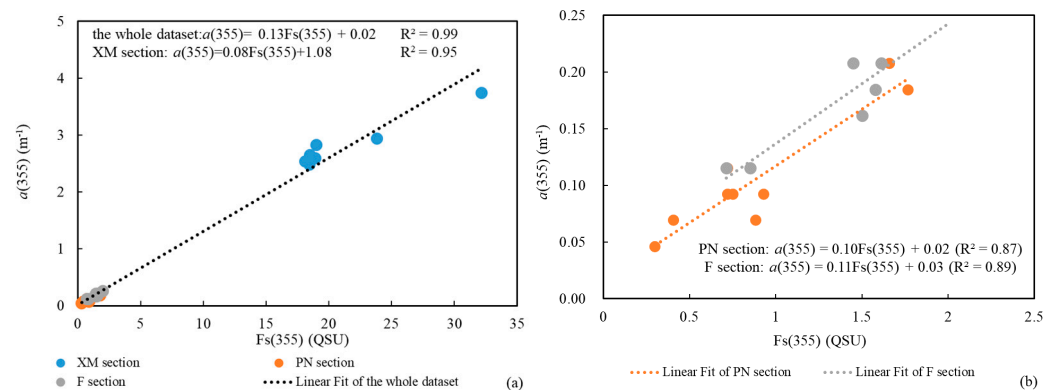 the whole dataset:a(355)= 0.13Fs(355) + 0.02 R² = 0.99
XM section: a(355)=0.08Fs(355)+1.08 R² = 0.95
a(355) (m⁻¹)
5
4
3
2
1
0
0 5 10 15 20 25 30 35
Fs(355) (QSU)
XM section PN section
F section Linear Fit of the whole dataset (a)
a(355) (m⁻¹)
0.25
0.20
0.15
0.10
0.05
0.00
PN section: a(355) = 0.10Fs(355) + 0.02 (R² = 0.87)
F section: a(355) = 0.11Fs(355) + 0.03 (R² = 0.89)
0 0.5 1 1.5 2 2.5
Fs(355) (QSU)
Linear Fit of PN section Linear Fit of F section (b)